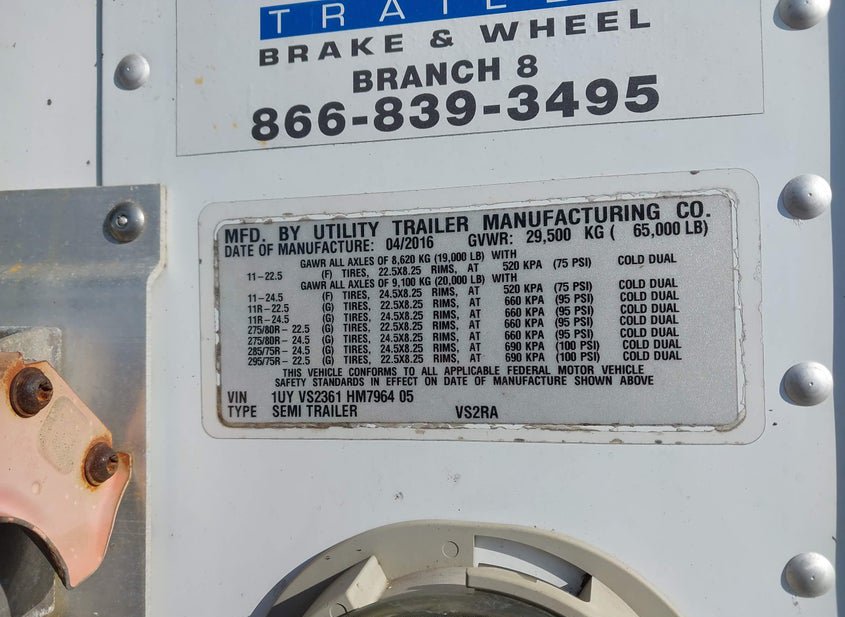 TRAILER
BRAKE & WHEEL
BRANCH 8
866-839-3495
MFD. BY UTILITY TRAILER MANUFACTURING CO.
DATE OF MANUFACTURE: 04/2016 GVWR: 29,500 KG ( 65,000 LB)
GAWR ALL AXLES OF 8,620 KG (19,000 LB) WITH
11-22.5 (F) TIRES, 22.5X8.25 RIMS, AT 520 KPA (75 PSI) COLD DUAL
GAWR ALL AXLES OF 9,100 KG (20,000 LB) WITH
11-24.5 (F) TIRES, 24.5X8.25 RIMS, AT 520 KPA (75 PSI) COLD DUAL
11R-22.5 (G) TIRES, 22.5X8.25 RIMS, AT 660 KPA (95 PSI) COLD DUAL
11R-24.5 (G) TIRES, 24.5X8.25 RIMS, AT 660 KPA (95 PSI) COLD DUAL
275/80R-22.5 (G) TIRES, 22.5X8.25 RIMS, AT 660 KPA (95 PSI) COLD DUAL
275/80R-24.5 (G) TIRES, 24.5X8.25 RIMS, AT 660 KPA (95 PSI) COLD DUAL
285/75R-24.5 (G) TIRES, 24.5X8.25 RIMS, AT 690 KPA (100 PSI) COLD DUAL
295/75R-22.5 (G) TIRES, 22.5X8.25 RIMS, AT 690 KPA (100 PSI) COLD DUAL
THIS VEHICLE CONFORMS TO ALL APPLICABLE FEDERAL MOTOR VEHICLE
SAFETY STANDARDS IN EFFECT ON DATE OF MANUFACTURE SHOWN ABOVE
VIN 1UY VS2361 HM7964 05
TYPE SEMI TRAILER VS2RA